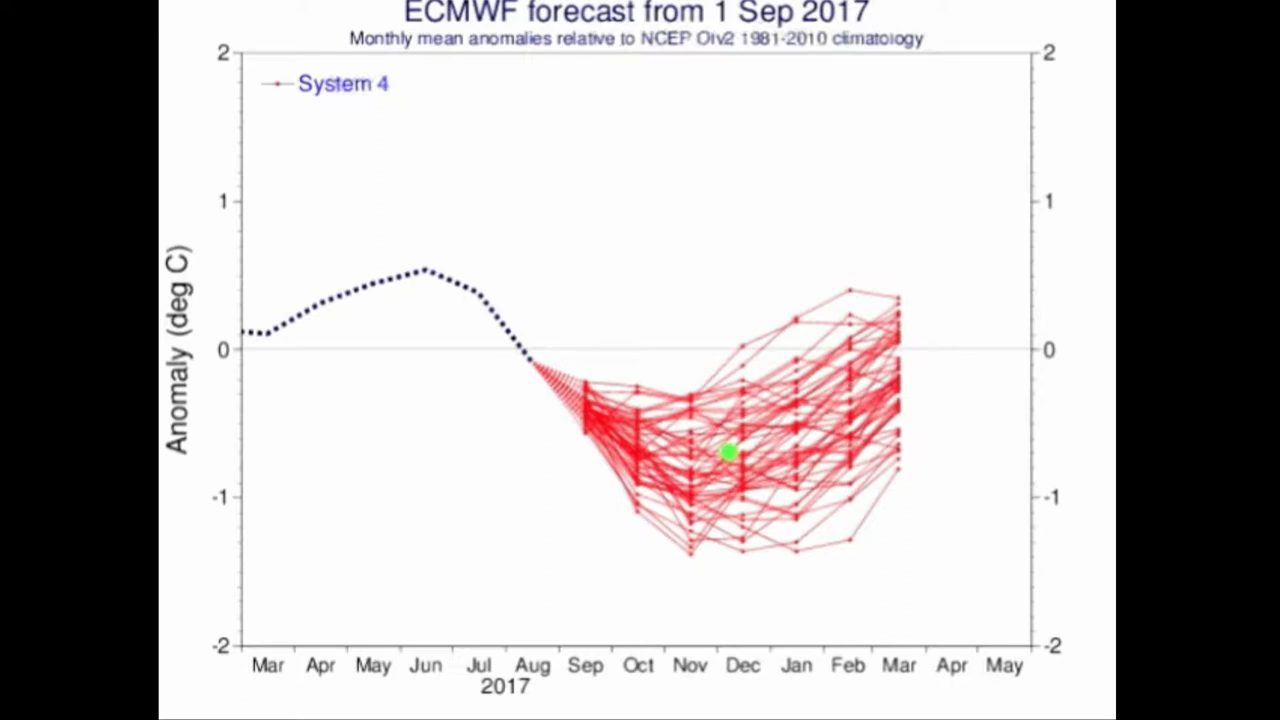 ECMWF forecast from 1 Sep 2017
Monthly mean anomalies relative to NCEP OIv2 1981-2010 climatology
System 4
Anomaly (deg C)
2 2
1 1
0 0
-1 -1
-2 -2
Mar Apr May Jun Jul Aug Sep Oct Nov Dec Jan Feb Mar Apr May
2017